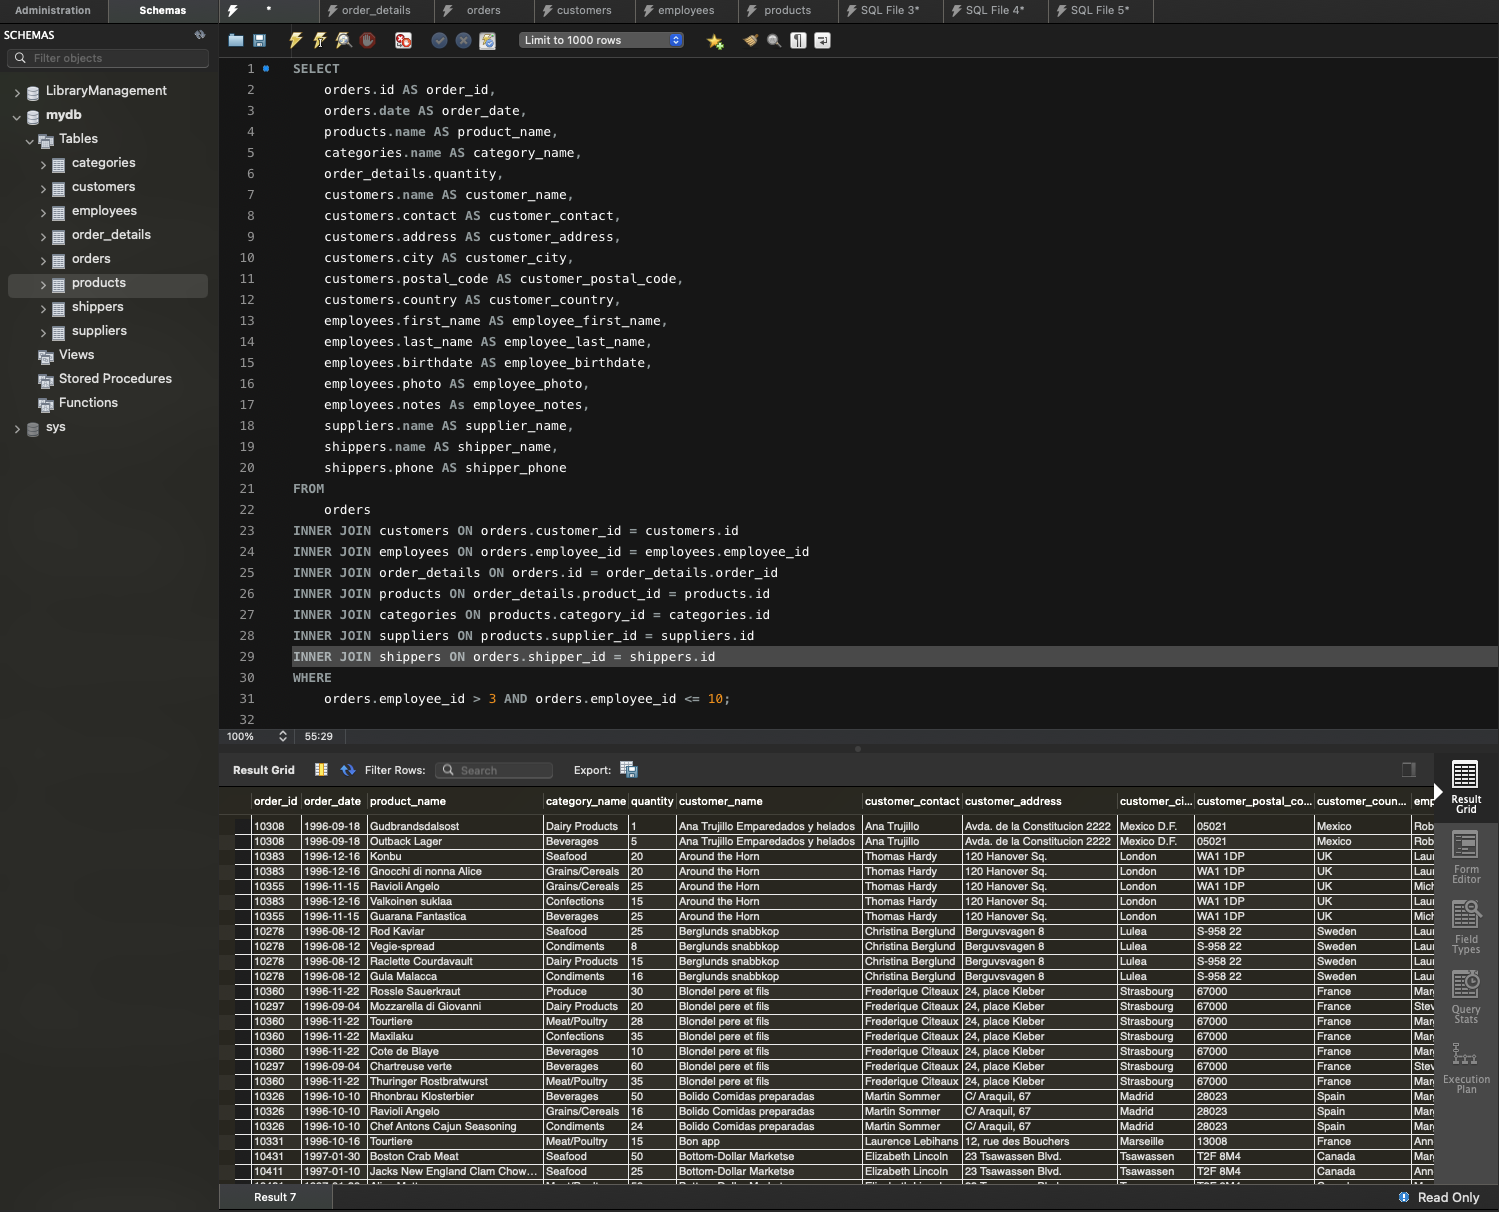 Administration Schemas * order_details orders customers employees products SQL File 3* SQL File 4* SQL File 5*
SCHEMAS
Filter objects
LibraryManagement
mydb
Tables
categories
customers
employees
order_details
orders
products
shippers
suppliers
Views
Stored Procedures
Functions
sys
Limit to 1000 rows
1 SELECT
2 orders.id AS order_id,
3 orders.date AS order_date,
4 products.name AS product_name,
5 categories.name AS category_name,
6 order_details.quantity,
7 customers.name AS customer_name,
8 customers.contact AS customer_contact,
9 customers.address AS customer_address,
10 customers.city AS customer_city,
11 customers.postal_code AS customer_postal_code,
12 customers.country AS customer_country,
13 employees.first_name AS employee_first_name,
14 employees.last_name AS employee_last_name,
15 employees.birthdate AS employee_birthdate,
16 employees.photo AS employee_photo,
17 employees.notes As employee_notes,
18 suppliers.name AS supplier_name,
19 shippers.name AS shipper_name,
20 shippers.phone AS shipper_phone
21 FROM
22 orders
23 INNER JOIN customers ON orders.customer_id = customers.id
24 INNER JOIN employees ON orders.employee_id = employees.employee_id
25 INNER JOIN order_details ON orders.id = order_details.order_id
26 INNER JOIN products ON order_details.product_id = products.id
27 INNER JOIN categories ON products.category_id = categories.id
28 INNER JOIN suppliers ON products.supplier_id = suppliers.id
29 INNER JOIN shippers ON orders.shipper_id = shippers.id
30 WHERE
31 orders.employee_id > 3 AND orders.employee_id <= 10;
32
100% 55:29
Result Grid Filter Rows: Search Export:
order_id order_date product_name category_name quantity customer_name customer_contact customer_address customer_ci... customer_postal_co... customer_coun... emp
10308 1996-09-18 Gudbrandsdalsost Dairy Products 1 Ana Trujillo Emparedados y helados Ana Trujillo Avda. de la Constitucion 2222 Mexico D.F. 05021 Mexico Rob
10308 1996-09-18 Outback Lager Beverages 5 Ana Trujillo Emparedados y helados Ana Trujillo Avda. de la Constitucion 2222 Mexico D.F. 05021 Mexico Rob
10383 1996-12-16 Konbu Seafood 20 Around the Horn Thomas Hardy 120 Hanover Sq. London WA1 1DP UK Lau
10383 1996-12-16 Gnocchi di nonna Alice Grains/Cereals 20 Around the Horn Thomas Hardy 120 Hanover Sq. London WA1 1DP UK Lau
10355 1996-11-15 Ravioli Angelo Grains/Cereals 25 Around the Horn Thomas Hardy 120 Hanover Sq. London WA1 1DP UK Mich
10383 1996-12-16 Valkoinen suklaa Confections 15 Around the Horn Thomas Hardy 120 Hanover Sq. London WA1 1DP UK Lau
10355 1996-11-15 Guarana Fantastica Beverages 25 Around the Horn Thomas Hardy 120 Hanover Sq. London WA1 1DP UK Mich
10278 1996-08-12 Rod Kaviar Seafood 25 Berglunds snabbkop Christina Berglund Berguvsvagen 8 Lulea S-958 22 Sweden Lau
10278 1996-08-12 Vegie-spread Condiments 8 Berglunds snabbkop Christina Berglund Berguvsvagen 8 Lulea S-958 22 Sweden Lau
10278 1996-08-12 Raclette Courdavault Dairy Products 15 Berglunds snabbkop Christina Berglund Berguvsvagen 8 Lulea S-958 22 Sweden Lau
10278 1996-08-12 Gula Malacca Condiments 16 Berglunds snabbkop Christina Berglund Berguvsvagen 8 Lulea S-958 22 Sweden Lau
10360 1996-11-22 Rossle Sauerkraut Produce 30 Blondel pere et fils Frederique Citeaux 24, place Kleber Strasbourg 67000 France Mar
10297 1996-09-04 Mozzarella di Giovanni Dairy Products 20 Blondel pere et fils Frederique Citeaux 24, place Kleber Strasbourg 67000 France Stev
10360 1996-11-22 Tourtiere Meat/Poultry 28 Blondel pere et fils Frederique Citeaux 24, place Kleber Strasbourg 67000 France Mar
10360 1996-11-22 Maxilaku Confections 35 Blondel pere et fils Frederique Citeaux 24, place Kleber Strasbourg 67000 France Mar
10360 1996-11-22 Cote de Blaye Beverages 10 Blondel pere et fils Frederique Citeaux 24, place Kleber Strasbourg 67000 France Mar
10297 1996-09-04 Chartreuse verte Beverages 60 Blondel pere et fils Frederique Citeaux 24, place Kleber Strasbourg 67000 France Stev
10360 1996-11-22 Thuringer Rostbratwurst Meat/Poultry 35 Blondel pere et fils Frederique Citeaux 24, place Kleber Strasbourg 67000 France Mar
10326 1996-10-10 Rhonbrau Klosterbier Beverages 50 Bolido Comidas preparadas Martin Sommer C/ Araquil, 67 Madrid 28023 Spain Mar
10326 1996-10-10 Ravioli Angelo Grains/Cereals 16 Bolido Comidas preparadas Martin Sommer C/ Araquil, 67 Madrid 28023 Spain Mar
10326 1996-10-10 Chef Antons Cajun Seasoning Condiments 24 Bolido Comidas preparadas Martin Sommer C/ Araquil, 67 Madrid 28023 Spain Mar
10331 1996-10-16 Tourtiere Meat/Poultry 15 Bon app Laurence Lebihans 12, rue des Bouchers Marseille 13008 France Ann
10431 1997-01-30 Boston Crab Meat Seafood 50 Bottom-Dollar Marketse Elizabeth Lincoln 23 Tsawassen Blvd. Tsawassen T2F 8M4 Canada Mar
10411 1997-01-10 Jacks New England Clam Chow... Seafood 25 Bottom-Dollar Marketse Elizabeth Lincoln 23 Tsawassen Blvd. Tsawassen T2F 8M4 Canada Ann
Result
Grid
Form
Editor
Field
Types
Query
Stats
Execution
Plan
Result 7 Read Only